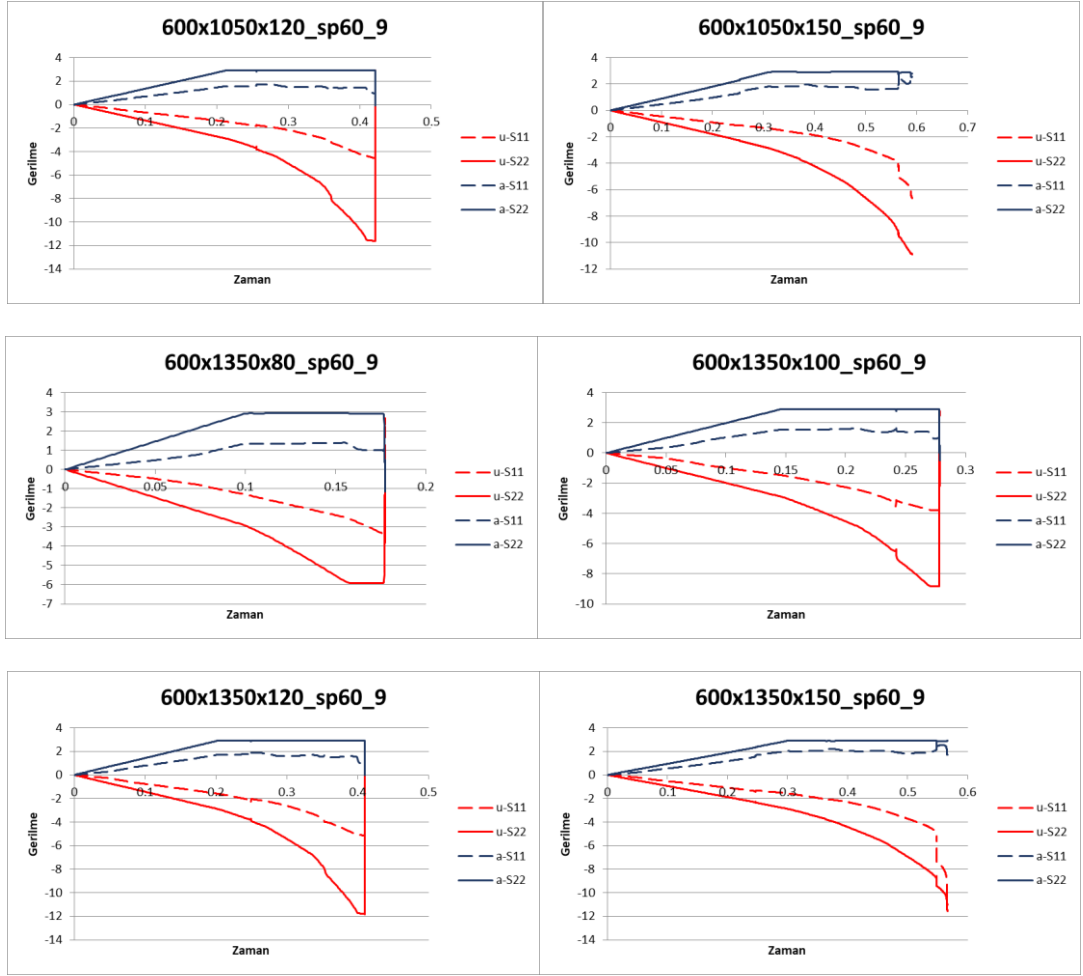 600x1050x120_sp60_9
4
2
0
-2
-4
-6
-8
-10
-12
-14
0
0.1
0.2
0.3
0.4
0.5
Gerilme
Zaman
u-S11
u-S22
a-S11
a-S22
600x1050x150_sp60_9
4
2
0
-2
-4
-6
-8
-10
-12
0
0.1
0.2
0.3
0.4
0.5
0.6
0.7
Gerilme
Zaman
u-S11
u-S22
a-S11
a-S22
600x1350x80_sp60_9
4
3
2
1
0
-1
-2
-3
-4
-5
-6
-7
0
0.05
0.1
0.15
0.2
Gerilme
Zaman
u-S11
u-S22
a-S11
a-S22
600x1350x100_sp60_9
4
2
0
-2
-4
-6
-8
-10
0
0.05
0.1
0.15
0.2
0.25
0.3
Gerilme
Zaman
u-S11
u-S22
a-S11
a-S22
600x1350x120_sp60_9
4
2
0
-2
-4
-6
-8
-10
-12
-14
0
0.1
0.2
0.3
0.4
0.5
Gerilme
Zaman
u-S11
u-S22
a-S11
a-S22
600x1350x150_sp60_9
4
2
0
-2
-4
-6
-8
-10
-12
-14
0
0.1
0.2
0.3
0.4
0.5
0.6
Gerilme
Zaman
u-S11
u-S22
a-S11
a-S22